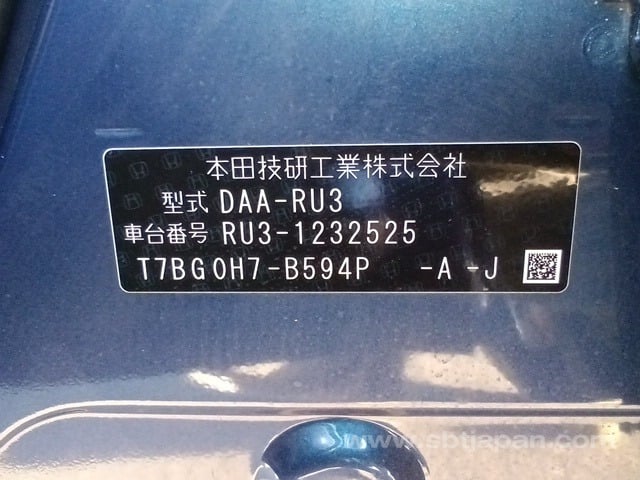 本田技研工業株式会社
型式 DAA-RU3
車台番号 RU3-1232525
T7BG0H7-B594P -A -J
www.sbtjapan.com